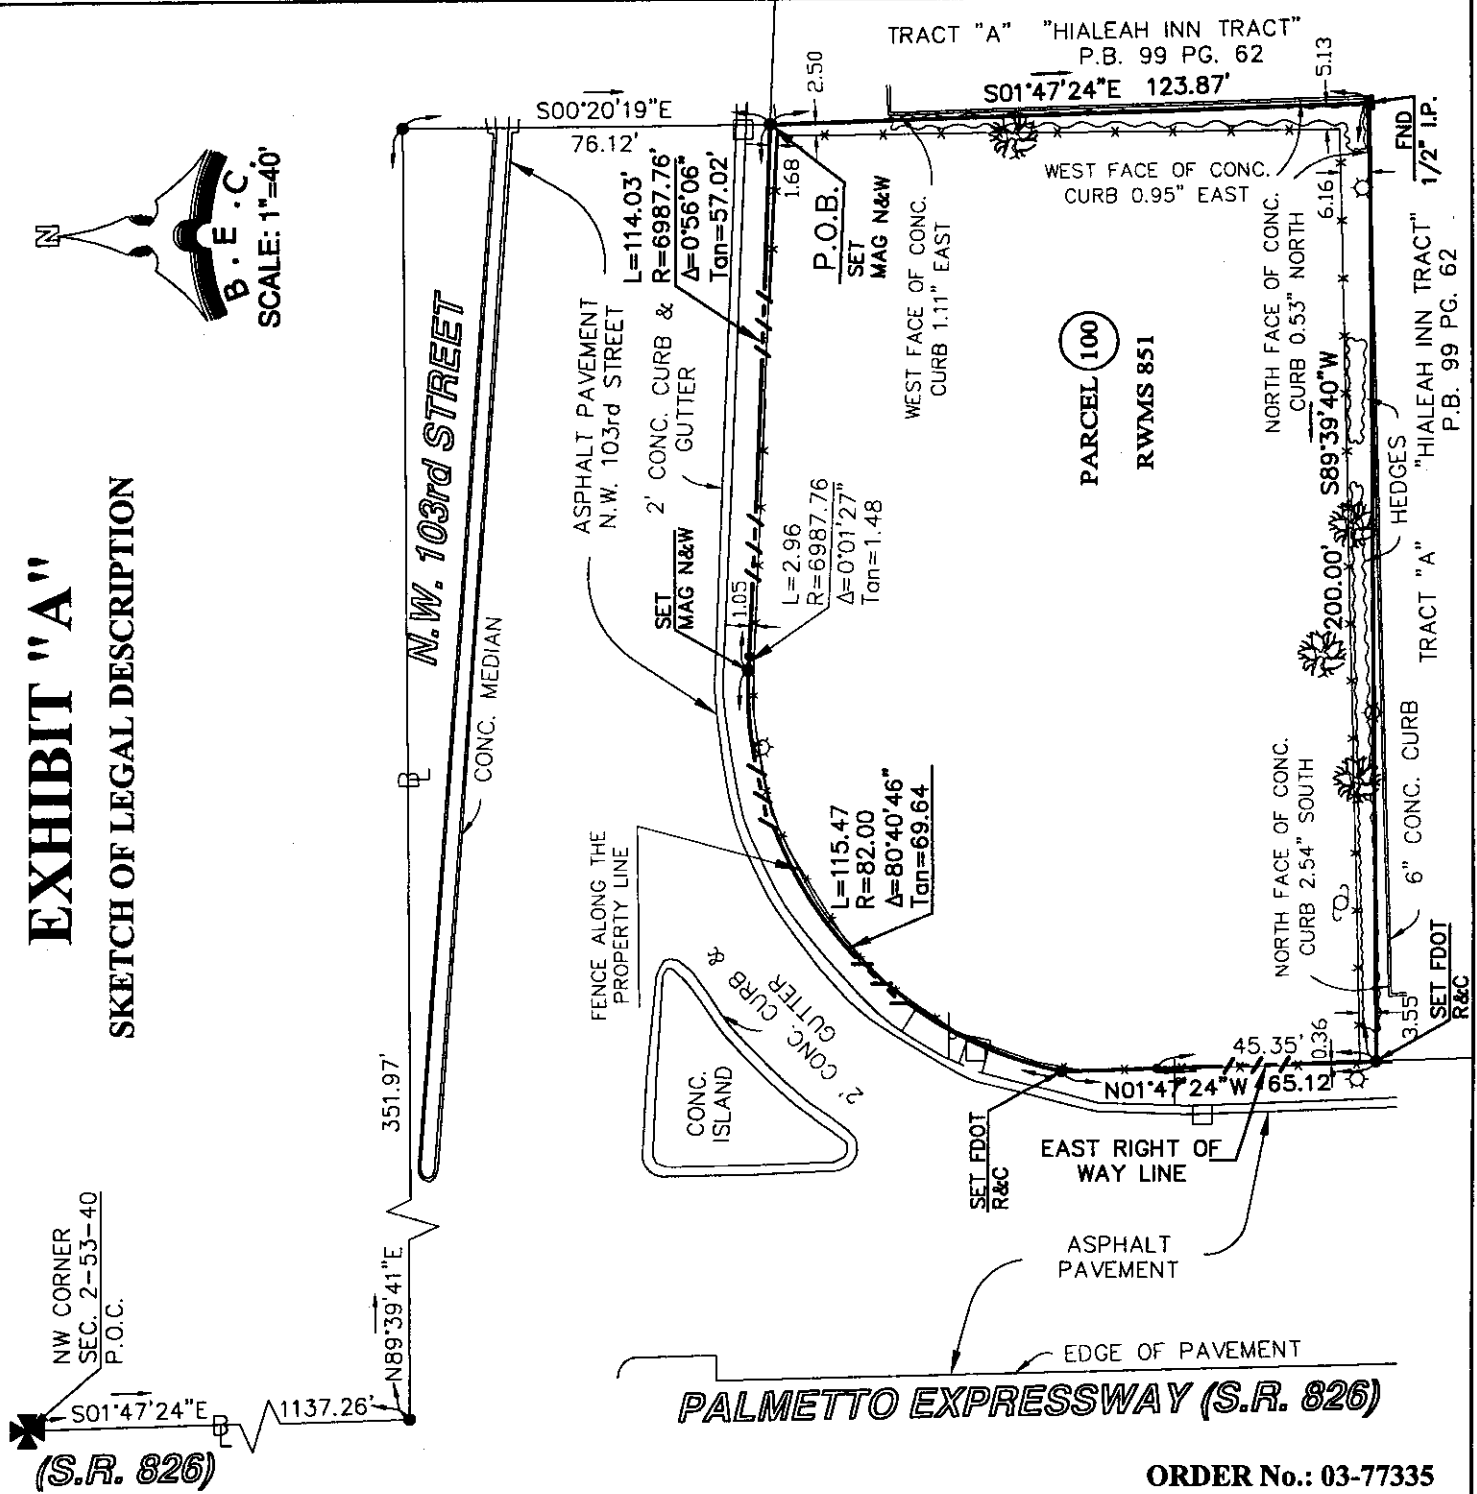 EXHIBIT "A"
SKETCH OF LEGAL DESCRIPTION
N
B . E . C .
SCALE: 1"=40'
TRACT "A" "HIALEAH INN TRACT"
P.B. 99 PG. 62
S01°47'24"E 123.87'
5.13
2.50
S00°20'19"E
76.12'
L=114.03'
R=6987.76'
Δ=0°56'06"
Tan=57.02'
1.68
P.O.B.
SET
MAG N&W
WEST FACE OF CONC.
CURB 1.11" EAST
WEST FACE OF CONC.
CURB 0.95" EAST
6.16
FND
1/2" I.P.
NORTH FACE OF CONC.
CURB 0.53" NORTH
TRACT "A" "HIALEAH INN TRACT"
P.B. 99 PG. 62
N.W. 103rd STREET
ASPHALT PAVEMENT
N.W. 103rd STREET
2' CONC. CURB &
GUTTER
PARCEL 100
RWMS 851
S89°39'40"W
200.00'
HEDGES
SET
MAG N&W
1.05
L=2.96
R=6987.76
Δ=0°01'27"
Tan=1.48
CONC. MEDIAN
BL
FENCE ALONG THE
PROPERTY LINE
L=115.47
R=82.00
Δ=80°40'46"
Tan=69.64
2' CONC. CURB &
GUTTER
CONC.
ISLAND
NORTH FACE OF CONC.
CURB 2.54" SOUTH
6" CONC. CURB
SET FDOT
R&C
3.55
0.36
45.35'
N01°47'24"W 65.12'
SET FDOT
R&C
EAST RIGHT OF
WAY LINE
ASPHALT
PAVEMENT
EDGE OF PAVEMENT
351.97'
N89°39'41"E
NW CORNER
SEC. 2-53-40
P.O.C.
S01°47'24"E
BL
1137.26'
(S.R. 826)
PALMETTO EXPRESSWAY (S.R. 826)
ORDER No.: 03-77335